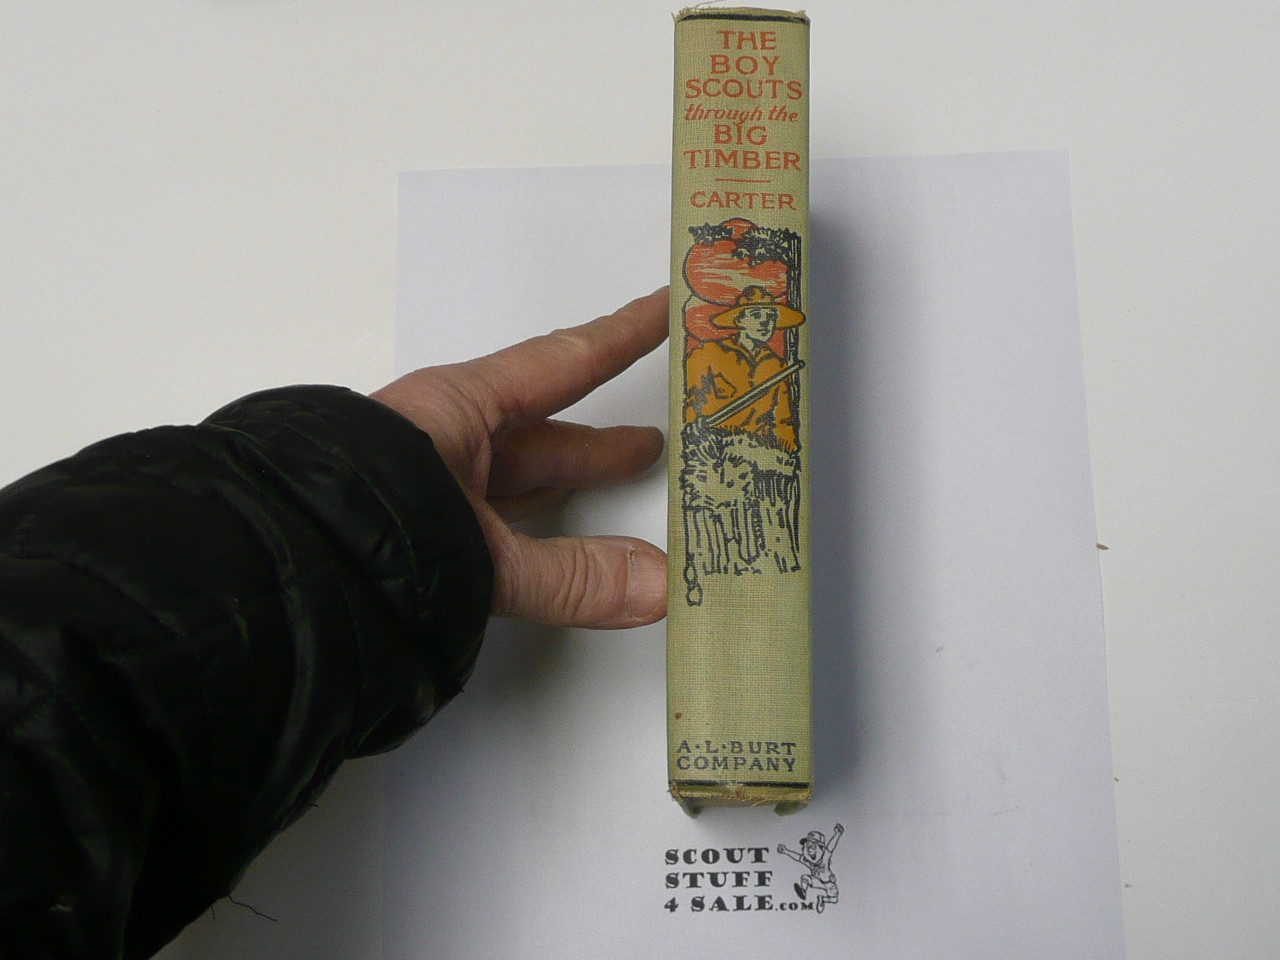 THE
BOY
SCOUTS
through the
BIG
TIMBER
CARTER
A·L·BURT
COMPANY
SCOUT
STUFF
4 SALE.COM